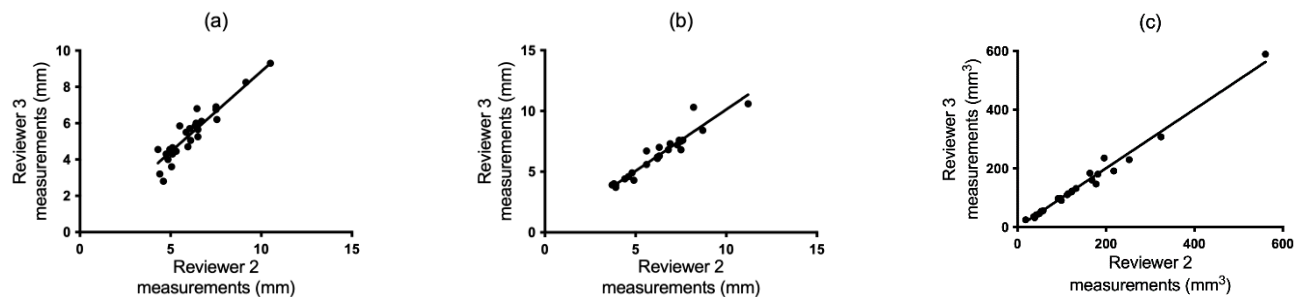 (a)
Reviewer 3
measurements (mm)
10
8
6
4
2
0
0
5
10
15
Reviewer 2
measurements (mm)
(b)
Reviewer 3
measurements (mm)
15
10
5
0
0
5
10
15
Reviewer 2
measurements (mm)
(c)
Reviewer 3
measurements (mm³)
600
400
200
0
0
200
400
600
Reviewer 2
measurements (mm³)